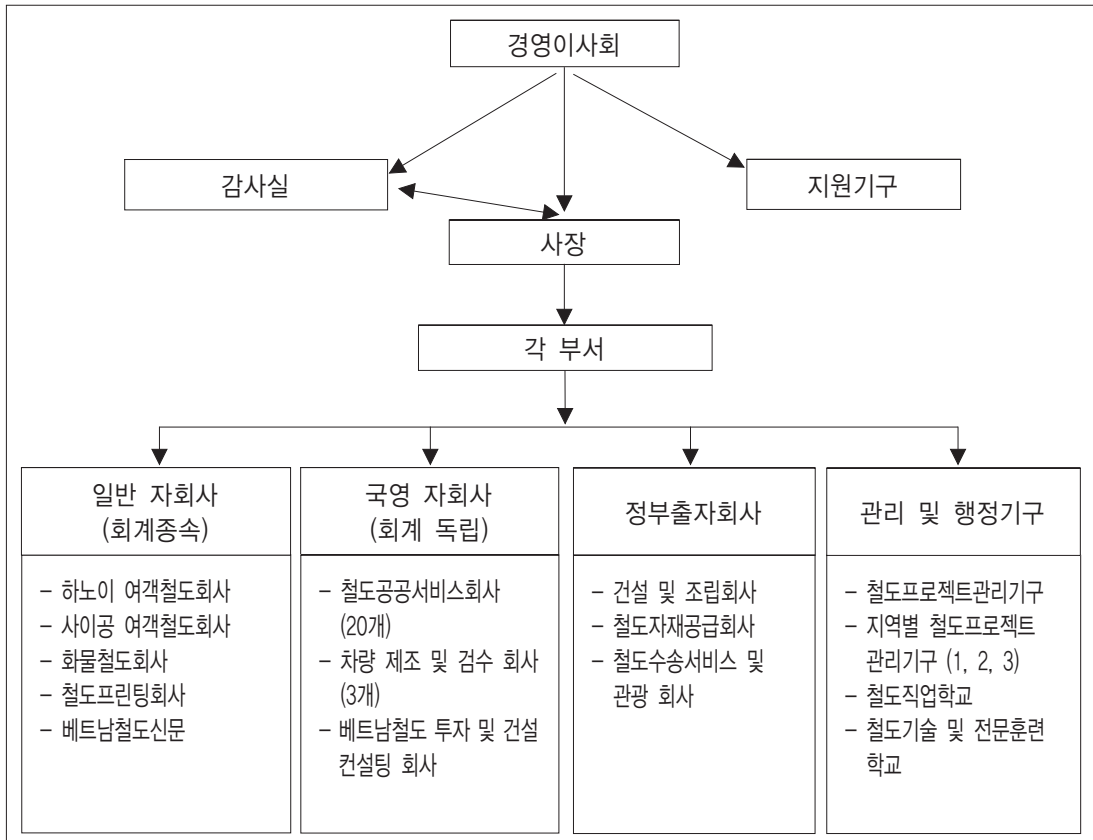 경영이사회
감사실
지원기구
사장
각 부서
일반 자회사
(회계종속)
– 하노이 여객철도회사
– 사이공 여객철도회사
– 화물철도회사
– 철도프린팅회사
– 베트남철도신문
국영 자회사
(회계 독립)
– 철도공공서비스회사
(20개)
– 차량 제조 및 검수 회사
(3개)
– 베트남철도 투자 및 건설
컨설팅 회사
정부출자회사
– 건설 및 조립회사
– 철도자재공급회사
– 철도수송서비스 및
관광 회사
관리 및 행정기구
– 철도프로젝트관리기구
– 지역별 철도프로젝트
관리기구 (1, 2, 3)
– 철도직업학교
– 철도기술 및 전문훈련
학교